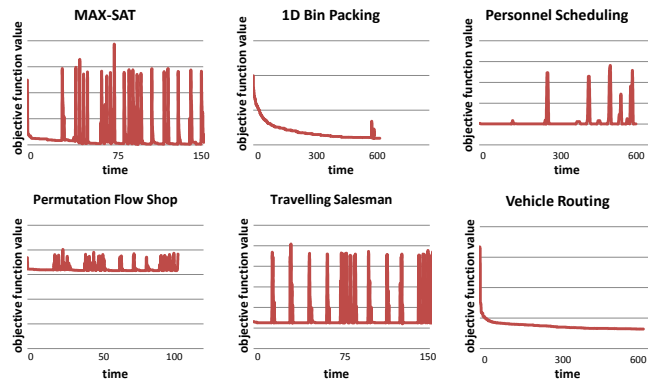 MAX-SAT
objective function value
0 75 150
time
1D Bin Packing
objective function value
0 300 600
time
Personnel Scheduling
objective function value
0 300 600
time
Permutation Flow Shop
objective function value
0 50 100
time
Travelling Salesman
objective function value
0 75 150
time
Vehicle Routing
objective function value
0 300 600
time